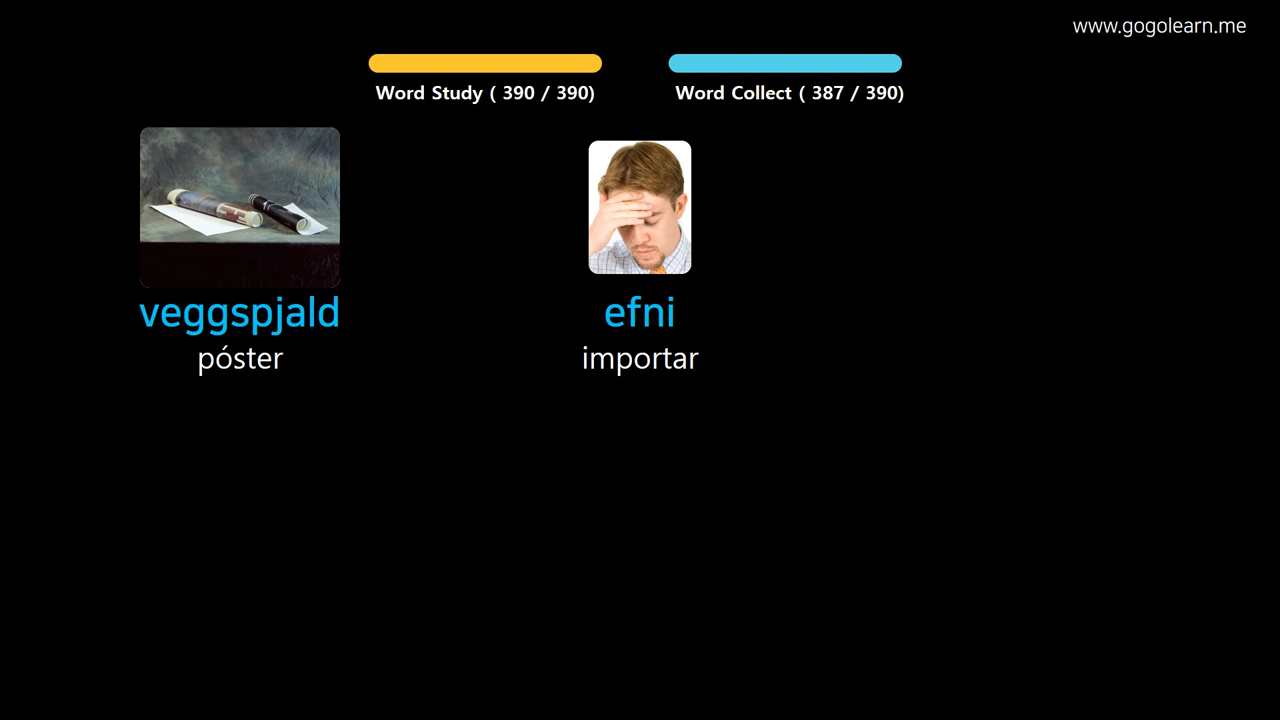 www.gogolearn.me
Word Study ( 390 / 390)
Word Collect ( 387 / 390)
veggspjald
póster
efni
importar